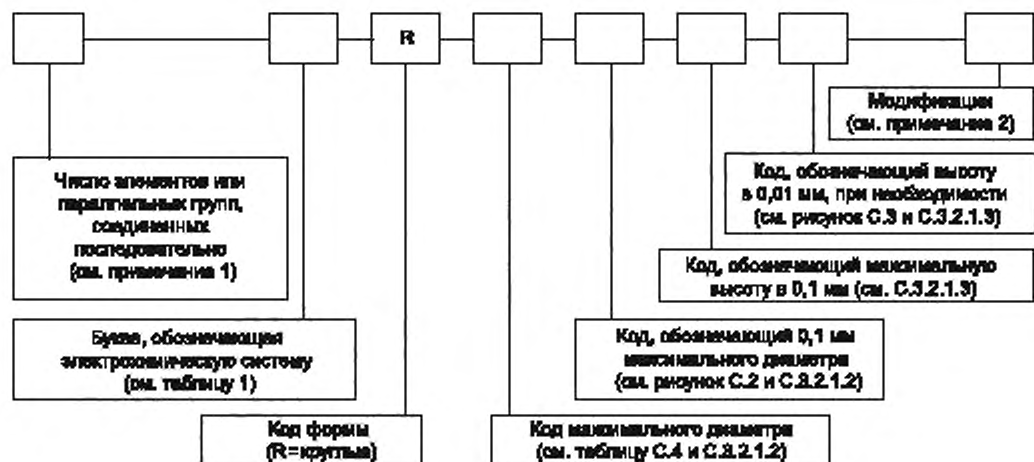 R
Модификации
(см. примечание 2)
Число элементов или
параллельных групп,
соединенных
последовательно
(см. примечание 1)
Код, обозначающий высоту
в 0,01 мм, при необходимости
(см. рисунок С.3 и С.3.2.1.3)
Код, обозначающий максимальную
высоту в 0,1 мм (см. С.3.2.1.3)
Буква, обозначающая
электрохимическую систему
(см. таблицу 1)
Код, обозначающий 0,1 мм
максимального диаметра
(см. рисунок С.2 и С.3.2.1.2)
Код формы
(R=круглые)
Код максимального диаметра
(см. таблицу С.4 и С.3.2.1.2)